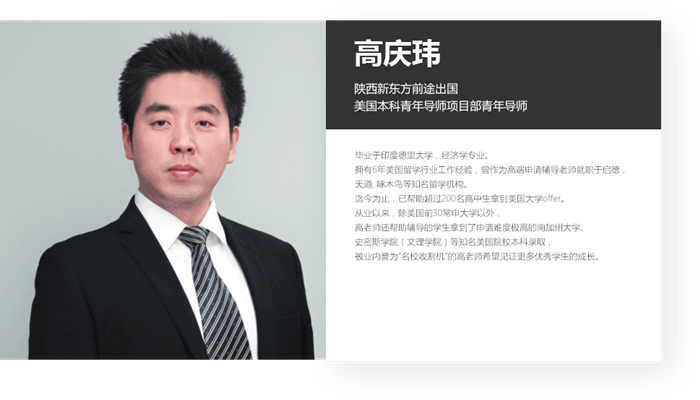 高庆玮
陕西新东方前途出国
美国本科青年导师项目部青年导师
毕业于印度德里大学，经济学专业。
拥有6年美国留学行业工作经验，曾作为高端申请辅导老师就职于启德，
天道, 啄木鸟等知名留学机构。
迄今为止，已帮助超过200名高中生拿到美国大学offer。
从业以来，除美国前30常申大学以外，
高老师还帮助辅导的学生拿到了申请难度极高的南加州大学、
史密斯学院（文理学院）等知名美国院校本科录取，
被业内誉为“名校收割机”的高老师希望见证更多优秀学生的成长。